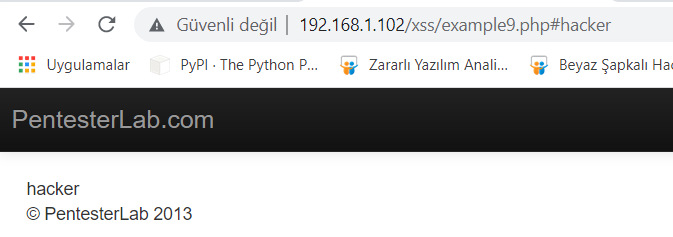 Güvenli değil | 192.168.1.102/xss/example9.php#hacker
Uygulamalar PyPI · The Python P... Zararlı Yazılım Anali... Beyaz Şapkalı Ha
PentesterLab.com
hacker
© PentesterLab 2013